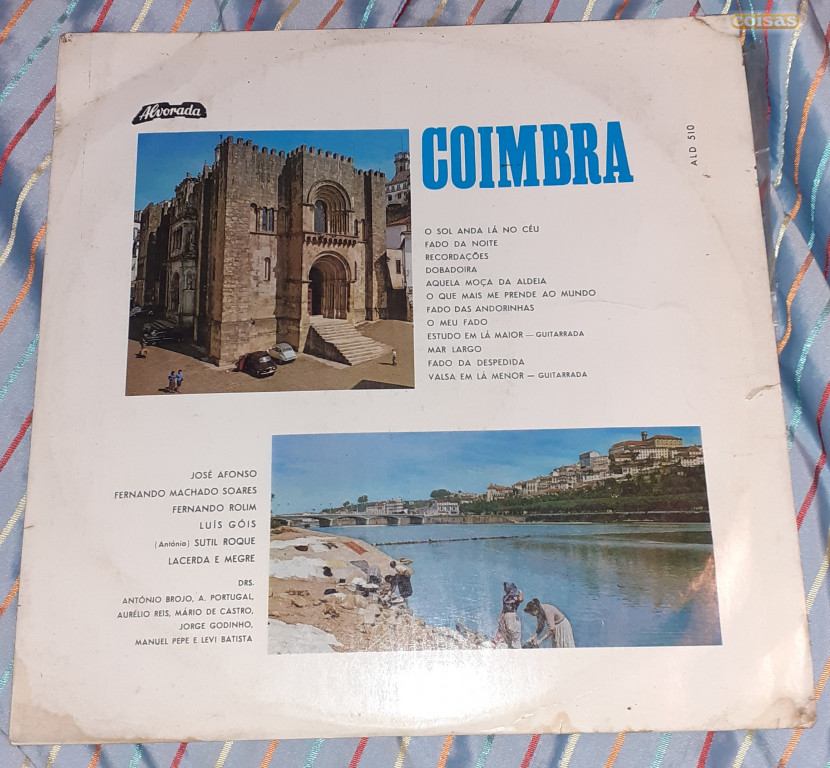 coisas
Alvorada
COIMBRA
ALD 510
O SOL ANDA LÁ NO CÉU
FADO DA NOITE
RECORDAÇÕES
DOBADOIRA
AQUELA MOÇA DA ALDEIA
O QUE MAIS ME PRENDE AO MUNDO
FADO DAS ANDORINHAS
O MEU FADO
ESTUDO EM LÁ MAIOR — GUITARRADA
MAR LARGO
FADO DA DESPEDIDA
VALSA EM LÁ MENOR — GUITARRADA
JOSÉ AFONSO
FERNANDO MACHADO SOARES
FERNANDO ROLIM
LUÍS GÓIS
(António) SUTIL ROQUE
LACERDA E MEGRE
DRS.
ANTÓNIO BROJO, A. PORTUGAL,
AURÉLIO REIS, MÁRIO DE CASTRO,
JORGE GODINHO,
MANUEL PEPE E LEVI BATISTA